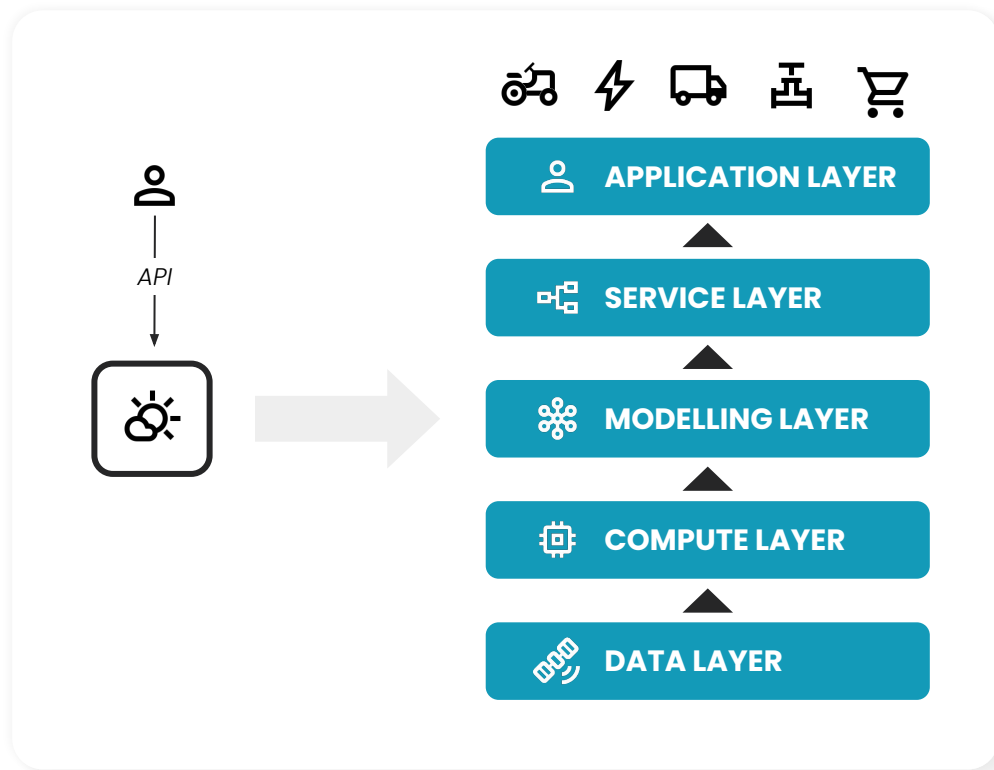 API
APPLICATION LAYER
SERVICE LAYER
MODELLING LAYER
COMPUTE LAYER
DATA LAYER